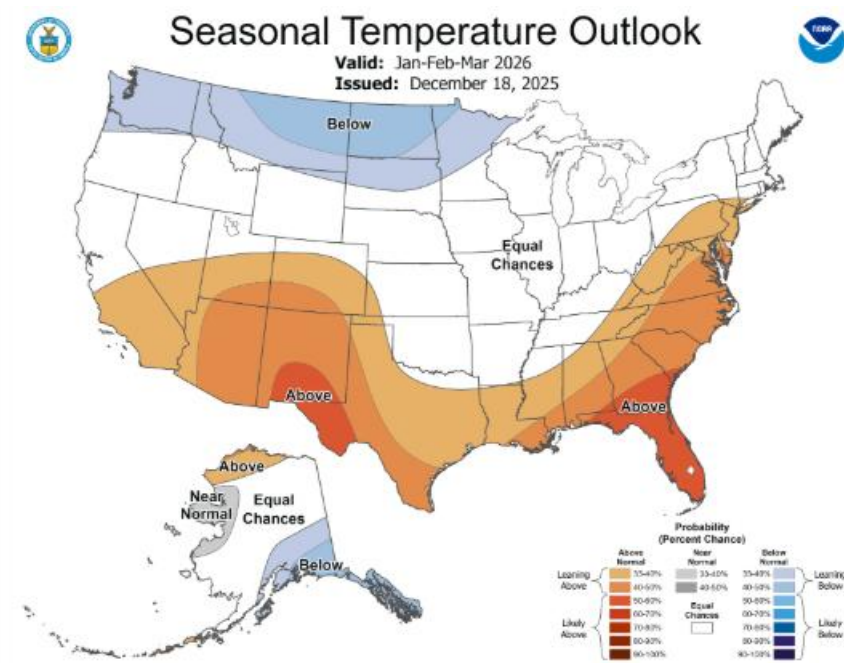 Seasonal Temperature Outlook
Valid: Jan-Feb-Mar 2026
Issued: December 18, 2025
NOAA
Below
Equal
Chances
Above
Above
Above
Near
Normal
Equal
Chances
Below
Probability
(Percent Chance)
Above
Normal
Near
Normal
Below
Normal
Leaning
Above
Likely
Above
33-40%
40-50%
50-60%
60-70%
70-80%
80-90%
90-100%
33-40%
40-50%
Equal
Chances
33-40%
40-50%
50-60%
60-70%
70-80%
80-90%
90-100%
Leaning
Below
Likely
Below